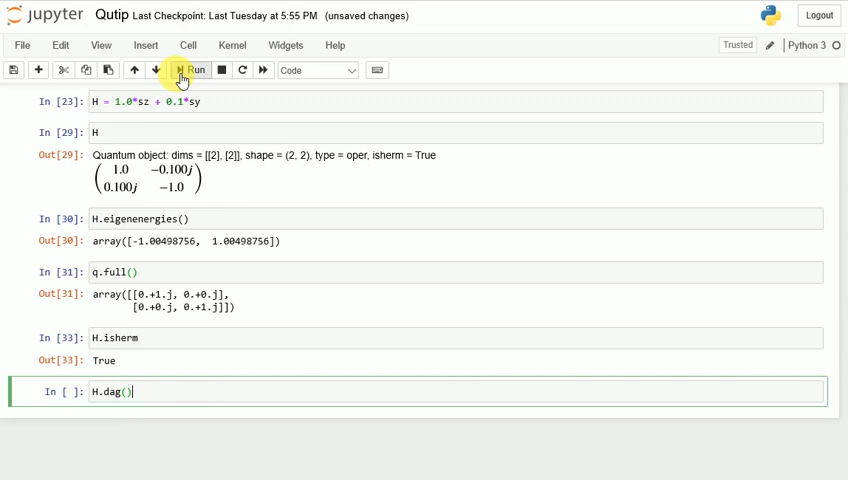 jupyter Qutip Last Checkpoint: Last Tuesday at 5:55 PM (unsaved changes) Logout
File Edit View Insert Cell Kernel Widgets Help Trusted Python 3
Run Code
In [23]: H = 1.0*sz + 0.1*sy
In [29]: H
Out[29]: Quantum object: dims = [[2], [2]], shape = (2, 2), type = oper, isherm = True
1.0 −0.100j
0.100j −1.0
In [30]: H.eigenenergies()
Out[30]: array([-1.00498756, 1.00498756])
In [31]: q.full()
Out[31]: array([[0.+1.j, 0.+0.j],
[0.+0.j, 0.+1.j]])
In [33]: H.isherm
Out[33]: True
In [ ]: H.dag()